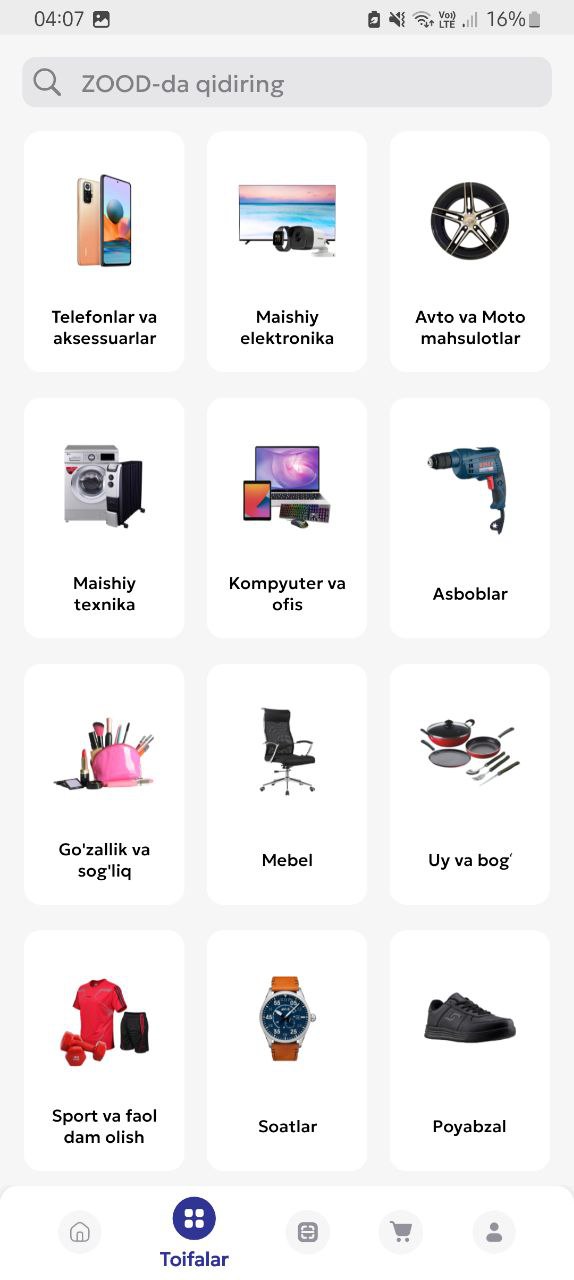 04:07
Vo))
LTE
16%
ZOOD-da qidiring
Telefonlar va
aksessuarlar
Maishiy
elektronika
Avto va Moto
mahsulotlar
Maishiy
texnika
Kompyuter va
ofis
Asboblar
Go'zallik va
sog'liq
Mebel
Uy va bog‘
Sport va faol
dam olish
Soatlar
Poyabzal
Toifalar